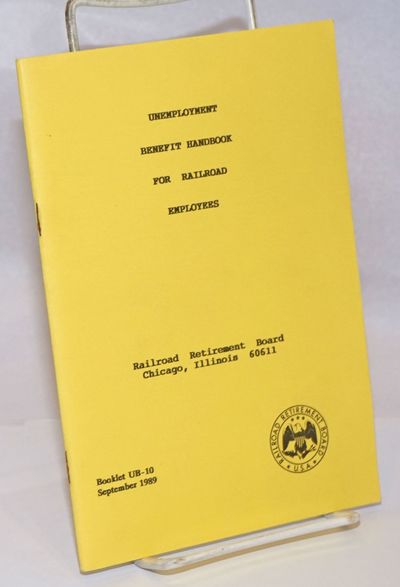 UNEMPLOYMENT
BENEFIT HANDBOOK
FOR RAILROAD
EMPLOYEES
Railroad Retirement Board
Chicago, Illinois 60611
RAILROAD RETIREMENT BOARD
U.S.A.
Booklet UB-10
September 1989